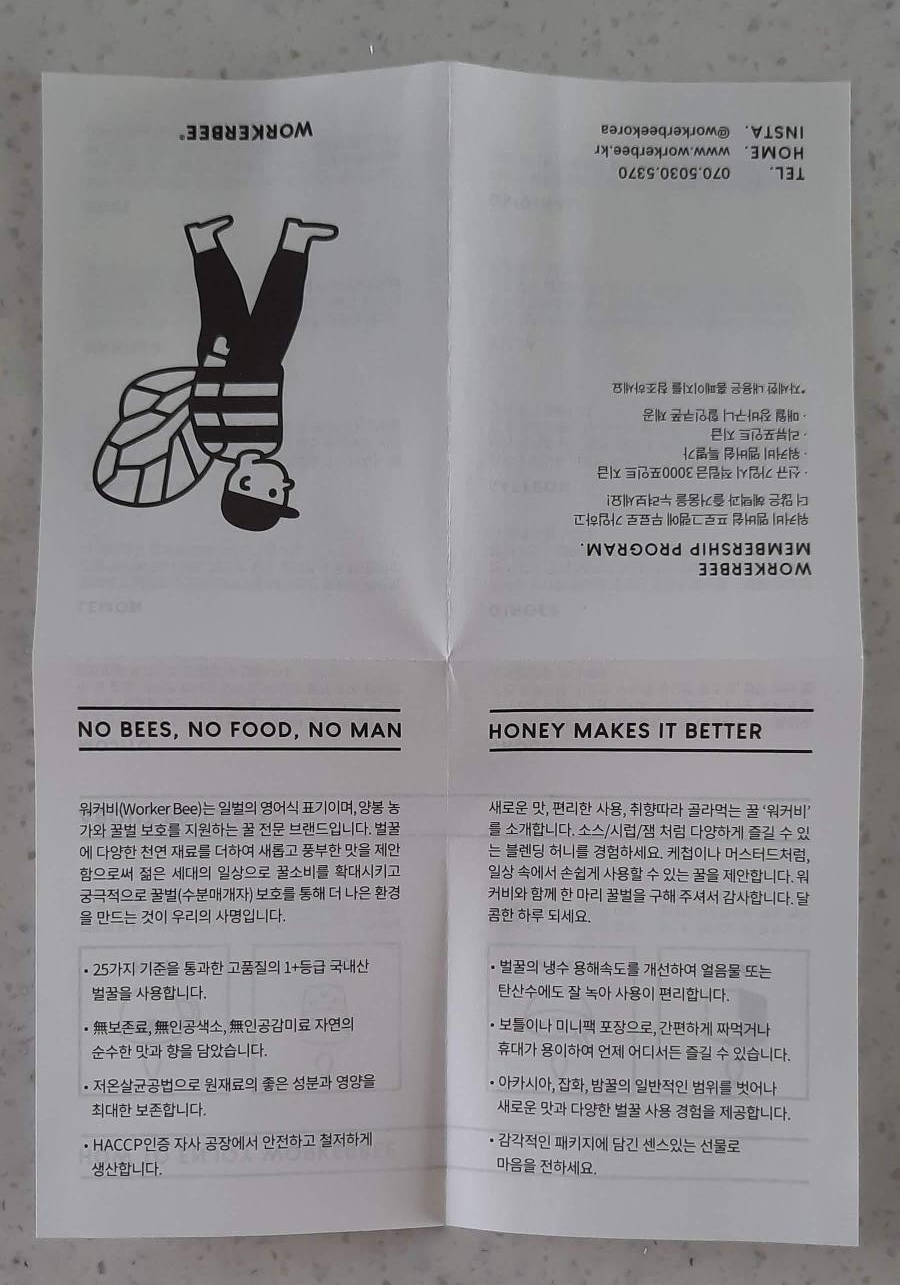 WORKERBEE®
WORKERBEE
MEMBERSHIP PROGRAM.
워커비 멤버십 프로그램에 무료로 가입하고
더 많은 혜택과 즐거움을 누려보세요!
· 신규 가입시 적립금 3000포인트 지급
· 워커비 멤버십 특별가
· 리뷰포인트 지급
· 매월 장바구니 할인쿠폰 제공
*자세한 내용은 홈페이지를 참조하세요
TEL. 070.5030.5370
HOME. www.workerbee.kr
INSTA. @workerbeekorea
NO BEES, NO FOOD, NO MAN
워커비(Worker Bee)는 일벌의 영어식 표기이며, 양봉 농
가와 꿀벌 보호를 지원하는 꿀 전문 브랜드입니다. 벌꿀
에 다양한 천연 재료를 더하여 새롭고 풍부한 맛을 제안
함으로써 젊은 세대의 일상으로 꿀소비를 확대시키고
궁극적으로 꿀벌(수분매개자) 보호를 통해 더 나은 환경
을 만드는 것이 우리의 사명입니다.
• 25가지 기준을 통과한 고품질의 1+등급 국내산
벌꿀을 사용합니다.
• 無보존료, 無인공색소, 無인공감미료 자연의
순수한 맛과 향을 담았습니다.
• 저온살균공법으로 원재료의 좋은 성분과 영양을
최대한 보존합니다.
• HACCP인증 자사 공장에서 안전하고 철저하게
생산합니다.
HONEY MAKES IT BETTER
새로운 맛, 편리한 사용, 취향따라 골라먹는 꿀 ‘워커비’
를 소개합니다. 소스/시럽/잼 처럼 다양하게 즐길 수 있
는 블렌딩 허니를 경험하세요. 케첩이나 머스터드처럼,
일상 속에서 손쉽게 사용할 수 있는 꿀을 제안합니다. 워
커비와 함께 한 마리 꿀벌을 구해 주셔서 감사합니다. 달
콤한 하루 되세요.
• 벌꿀의 냉수 용해속도를 개선하여 얼음물 또는
탄산수에도 잘 녹아 사용이 편리합니다.
• 보틀이나 미니팩 포장으로, 간편하게 짜먹거나
휴대가 용이하여 언제 어디서든 즐길 수 있습니다.
• 아카시아, 잡화, 밤꿀의 일반적인 범위를 벗어나
새로운 맛과 다양한 벌꿀 사용 경험을 제공합니다.
• 감각적인 패키지에 담긴 센스있는 선물로
마음을 전하세요.